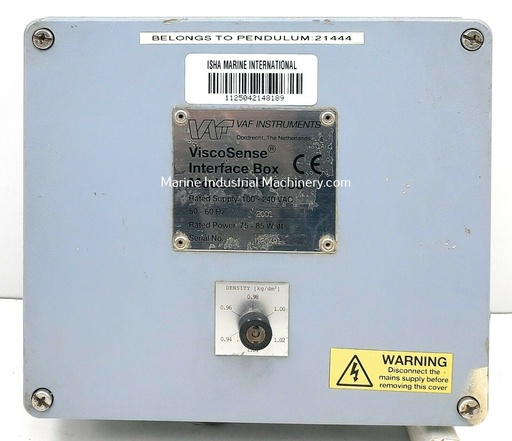 BELONGS TO PENDULUM:21444
ISHA MARINE INTERNATIONAL
1125042148189
VAF VAF INSTRUMENTS
Dordrecht, The Netherlands
ViscoSense®
Interface Box CE
Marine Industrial Machinery.com
Rated Supply: 100 - 240 VAC
50 - 60 Hz 2001
Rated Power: 75 - 85 Watt
Serial No.
DENSITY [kg/dm³]
0.98
0.96 1.00
0.94 1.02
WARNING
Disconnect the
mains supply before
removing this cover